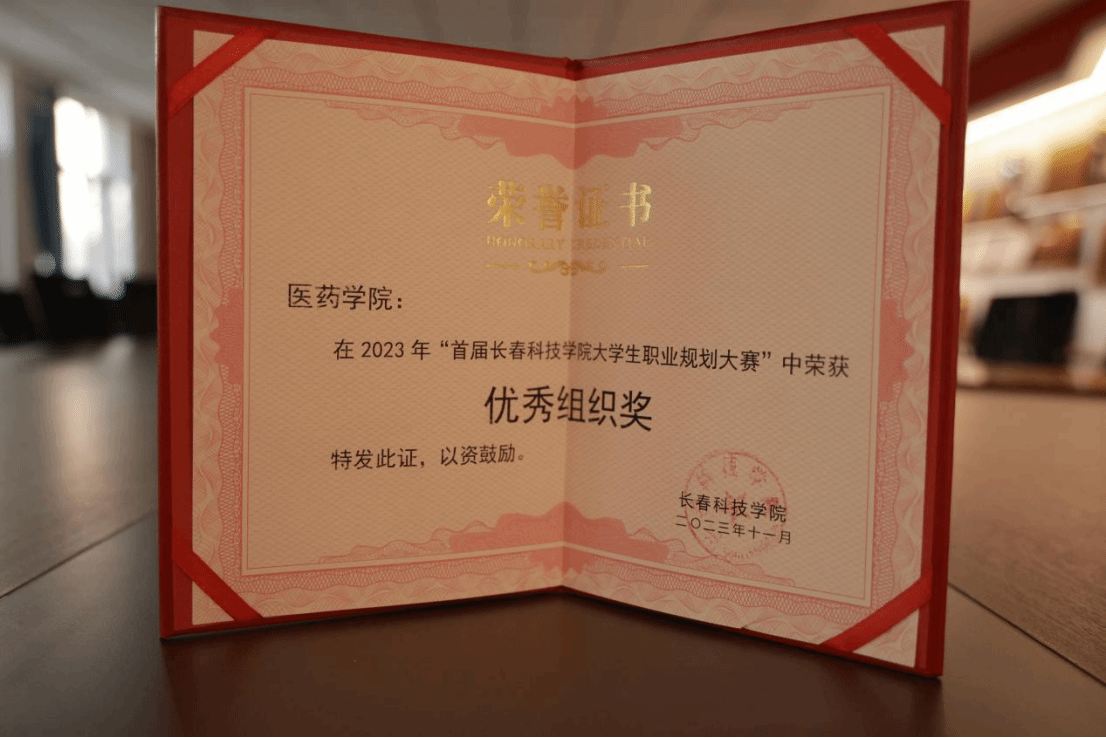 荣誉证书
HONORARY CREDENTIAL
医药学院：
在 2023 年“首届长春科技学院大学生职业规划大赛”中荣获
优秀组织奖
特发此证，以资鼓励。
长春科技学院
二〇二三年十一月